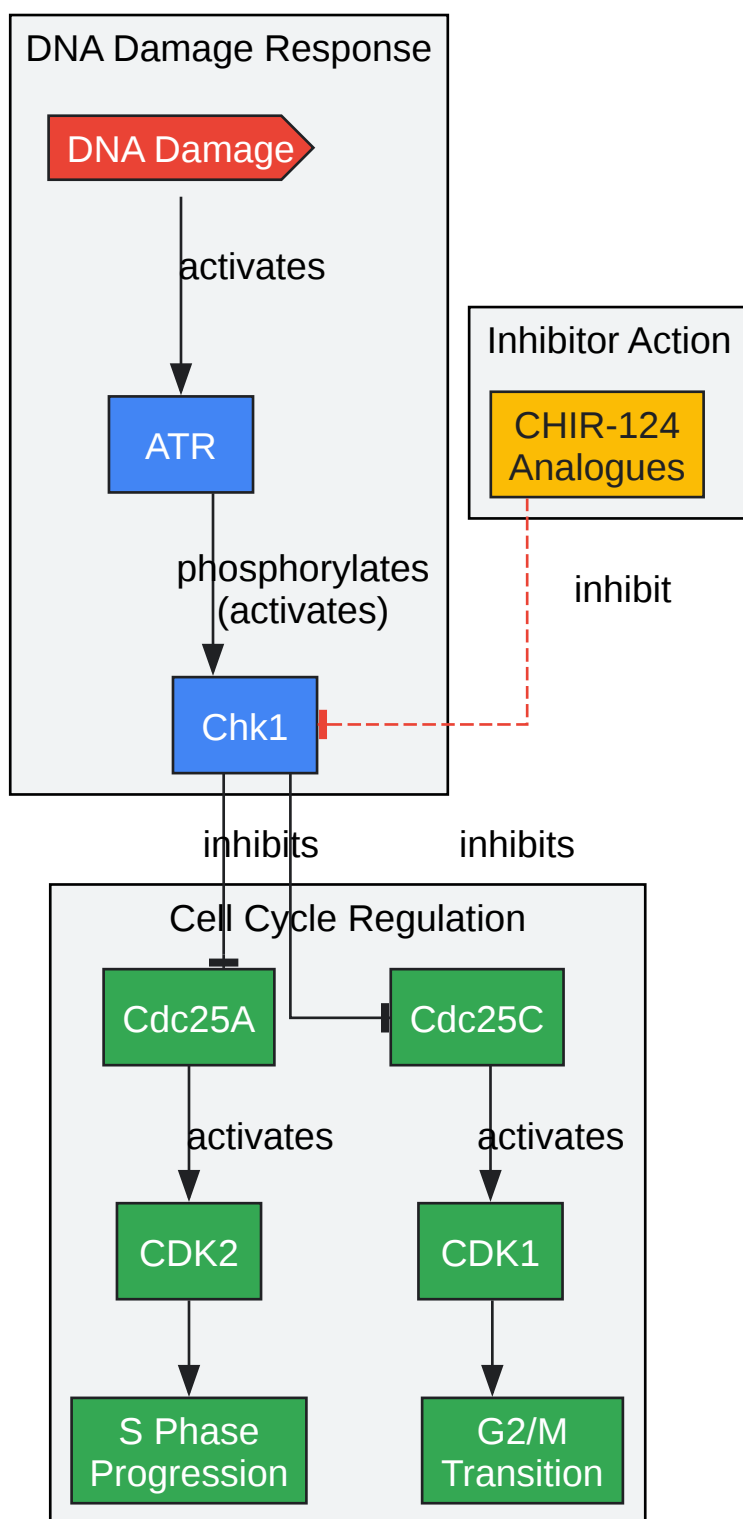 DNA Damage Response
DNA Damage
activates
Inhibitor Action
CHIR-124
Analogues
ATR
phosphorylates
(activates)
inhibit
Chk1
inhibits
inhibits
Cell Cycle Regulation
Cdc25A
Cdc25C
activates
activates
CDK2
CDK1
S Phase
Progression
G2/M
Transition